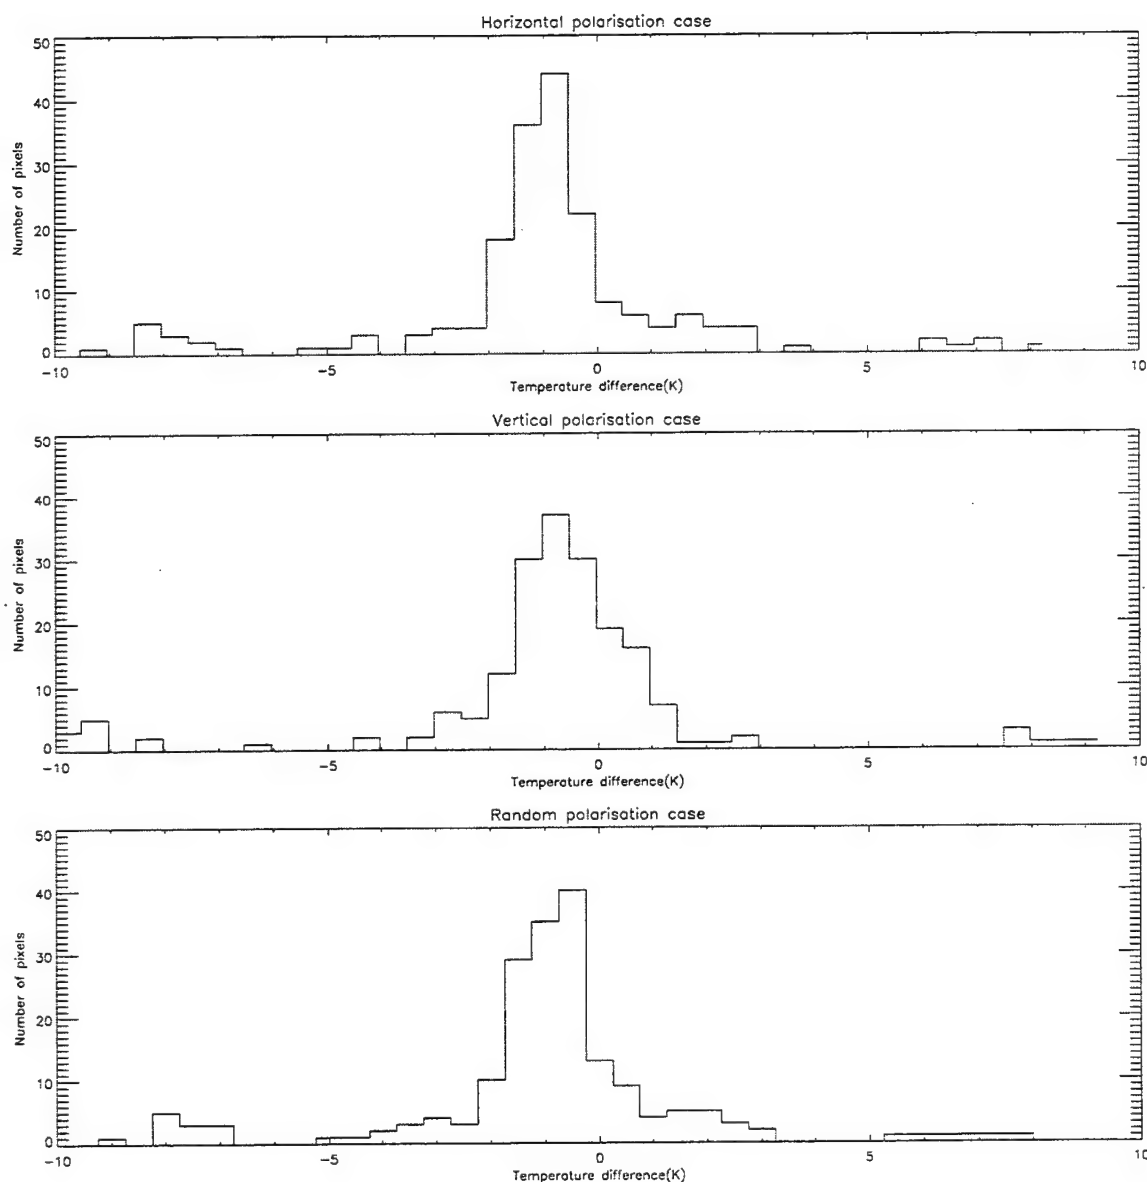 Horizontal polarisation case
50
40
30
20
10
0
Number of pixels
-10 -5 0 5 10
Temperature difference(K)
Vertical polarisation case
50
40
30
20
10
0
Number of pixels
-10 -5 0 5 10
Temperature difference(K)
Random polarisation case
50
40
30
20
10
0
Number of pixels
-10 -5 0 5 10
Temperature difference(K)